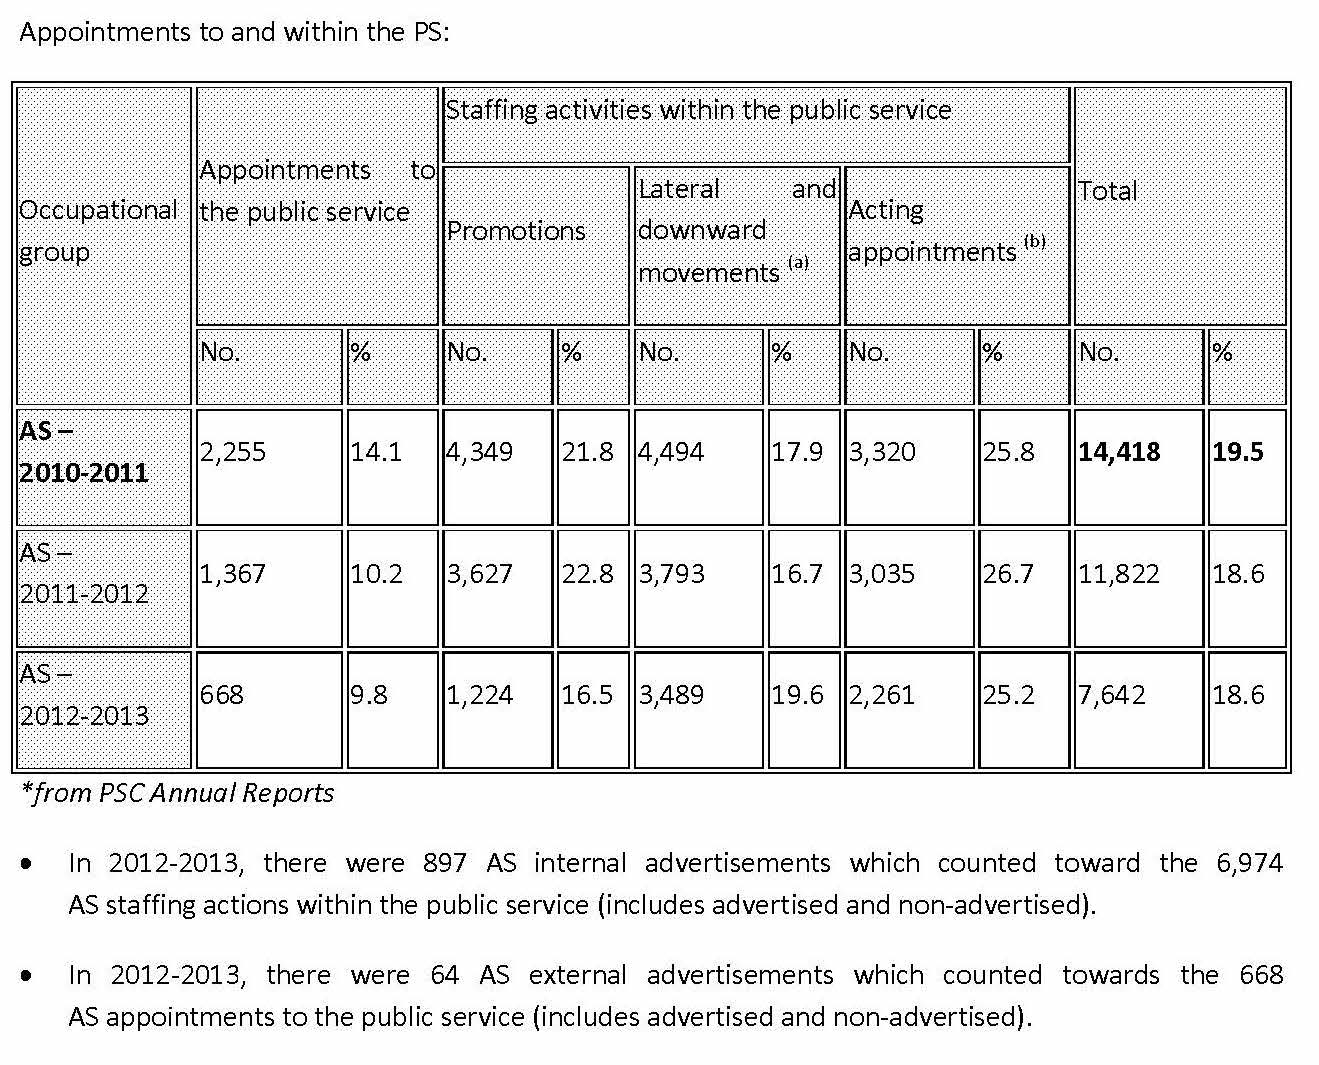 Appointments to and within the PS:
Occupational group
Appointments to the public service
Staffing activities within the public service
Promotions
Lateral and downward movements (a)
Acting appointments (b)
Total
No. % No. % No. % No. % No. %
AS – 2010-2011 2,255 14.1 4,349 21.8 4,494 17.9 3,320 25.8 14,418 19.5
AS – 2011-2012 1,367 10.2 3,627 22.8 3,793 16.7 3,035 26.7 11,822 18.6
AS – 2012-2013 668 9.8 1,224 16.5 3,489 19.6 2,261 25.2 7,642 18.6
*from PSC Annual Reports
• In 2012-2013, there were 897 AS internal advertisements which counted toward the 6,974
AS staffing actions within the public service (includes advertised and non-advertised).
• In 2012-2013, there were 64 AS external advertisements which counted towards the 668
AS appointments to the public service (includes advertised and non-advertised).